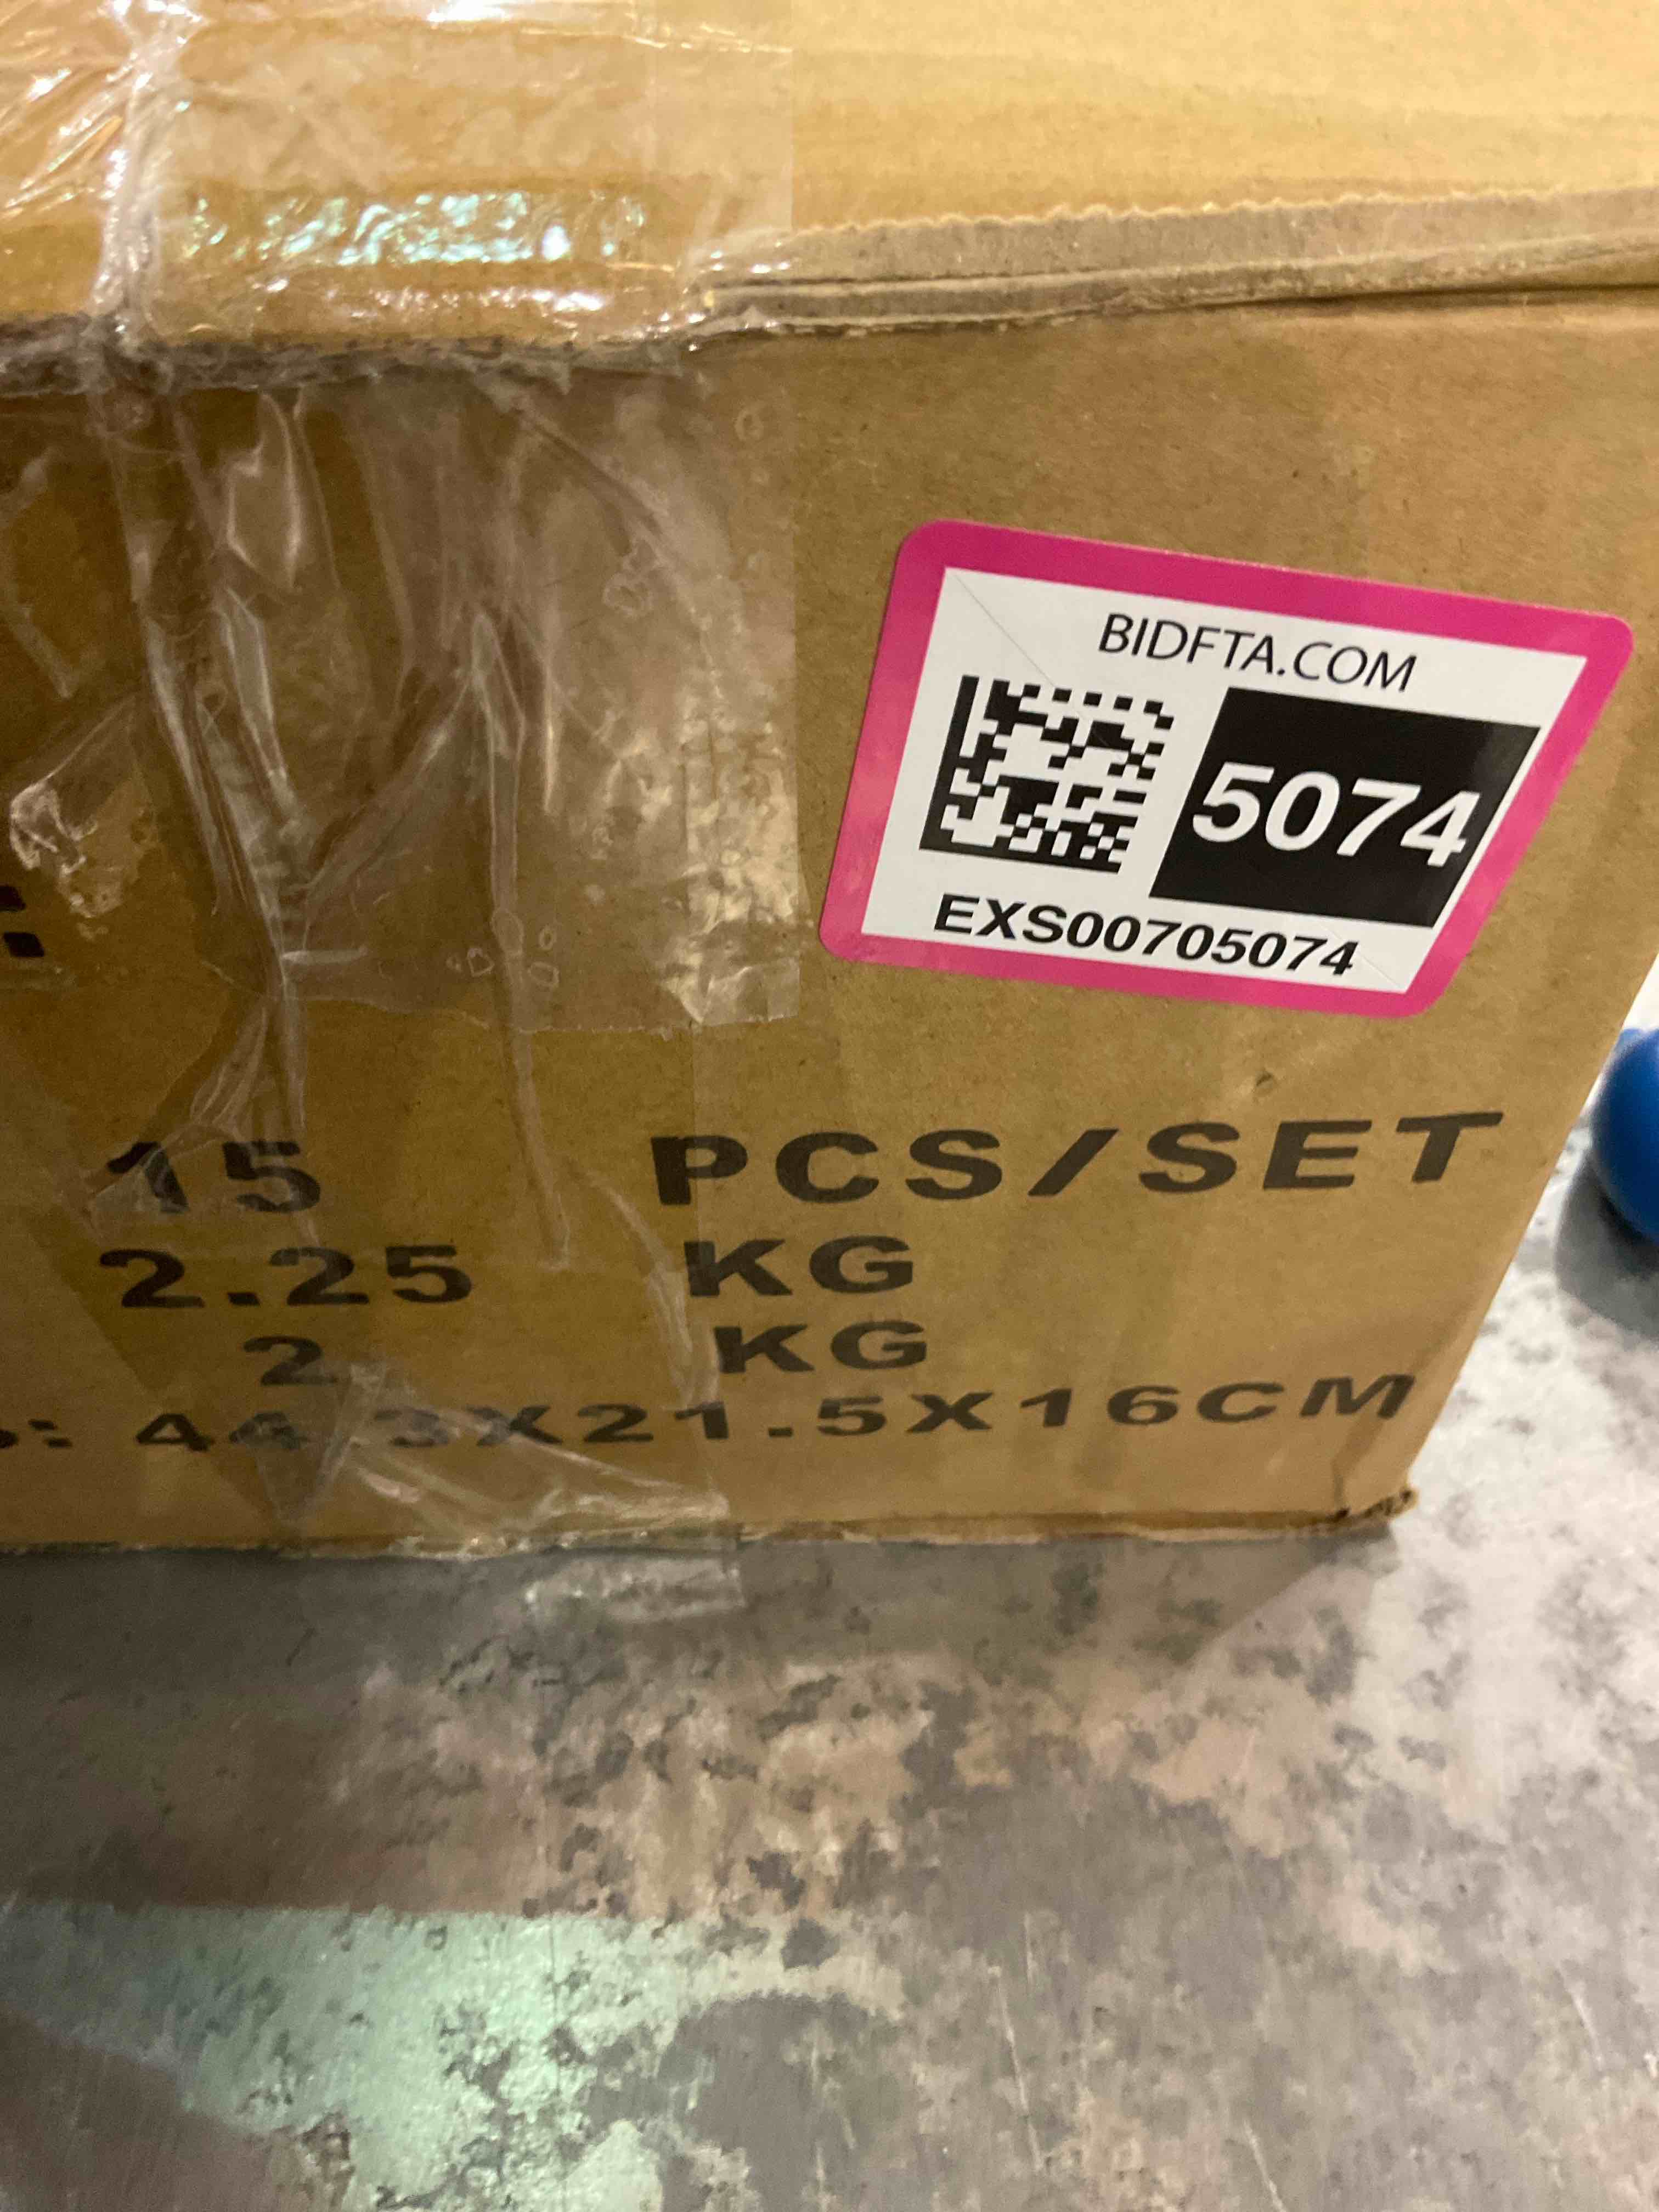 BIDFTA.COM
5074
EXS00705074
15 PCS/SET
2.25 KG
2 KG
: 44.3X21.5X16CM